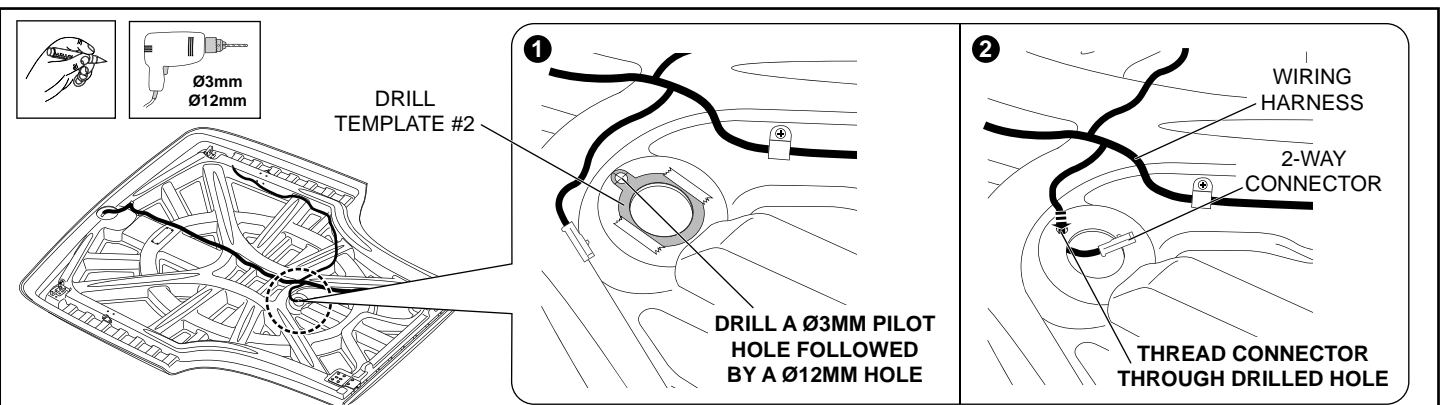 Ø3mm
Ø12mm
DRILL
TEMPLATE #2
1
DRILL A Ø3MM PILOT
HOLE FOLLOWED
BY A Ø12MM HOLE
2
WIRING
HARNESS
2-WAY
CONNECTOR
THREAD CONNECTOR
THROUGH DRILLED HOLE